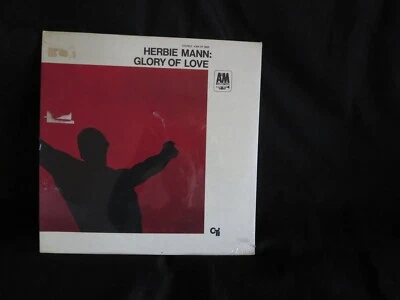 HERBIE MANN:
GLORY OF LOVE
A&M
cti